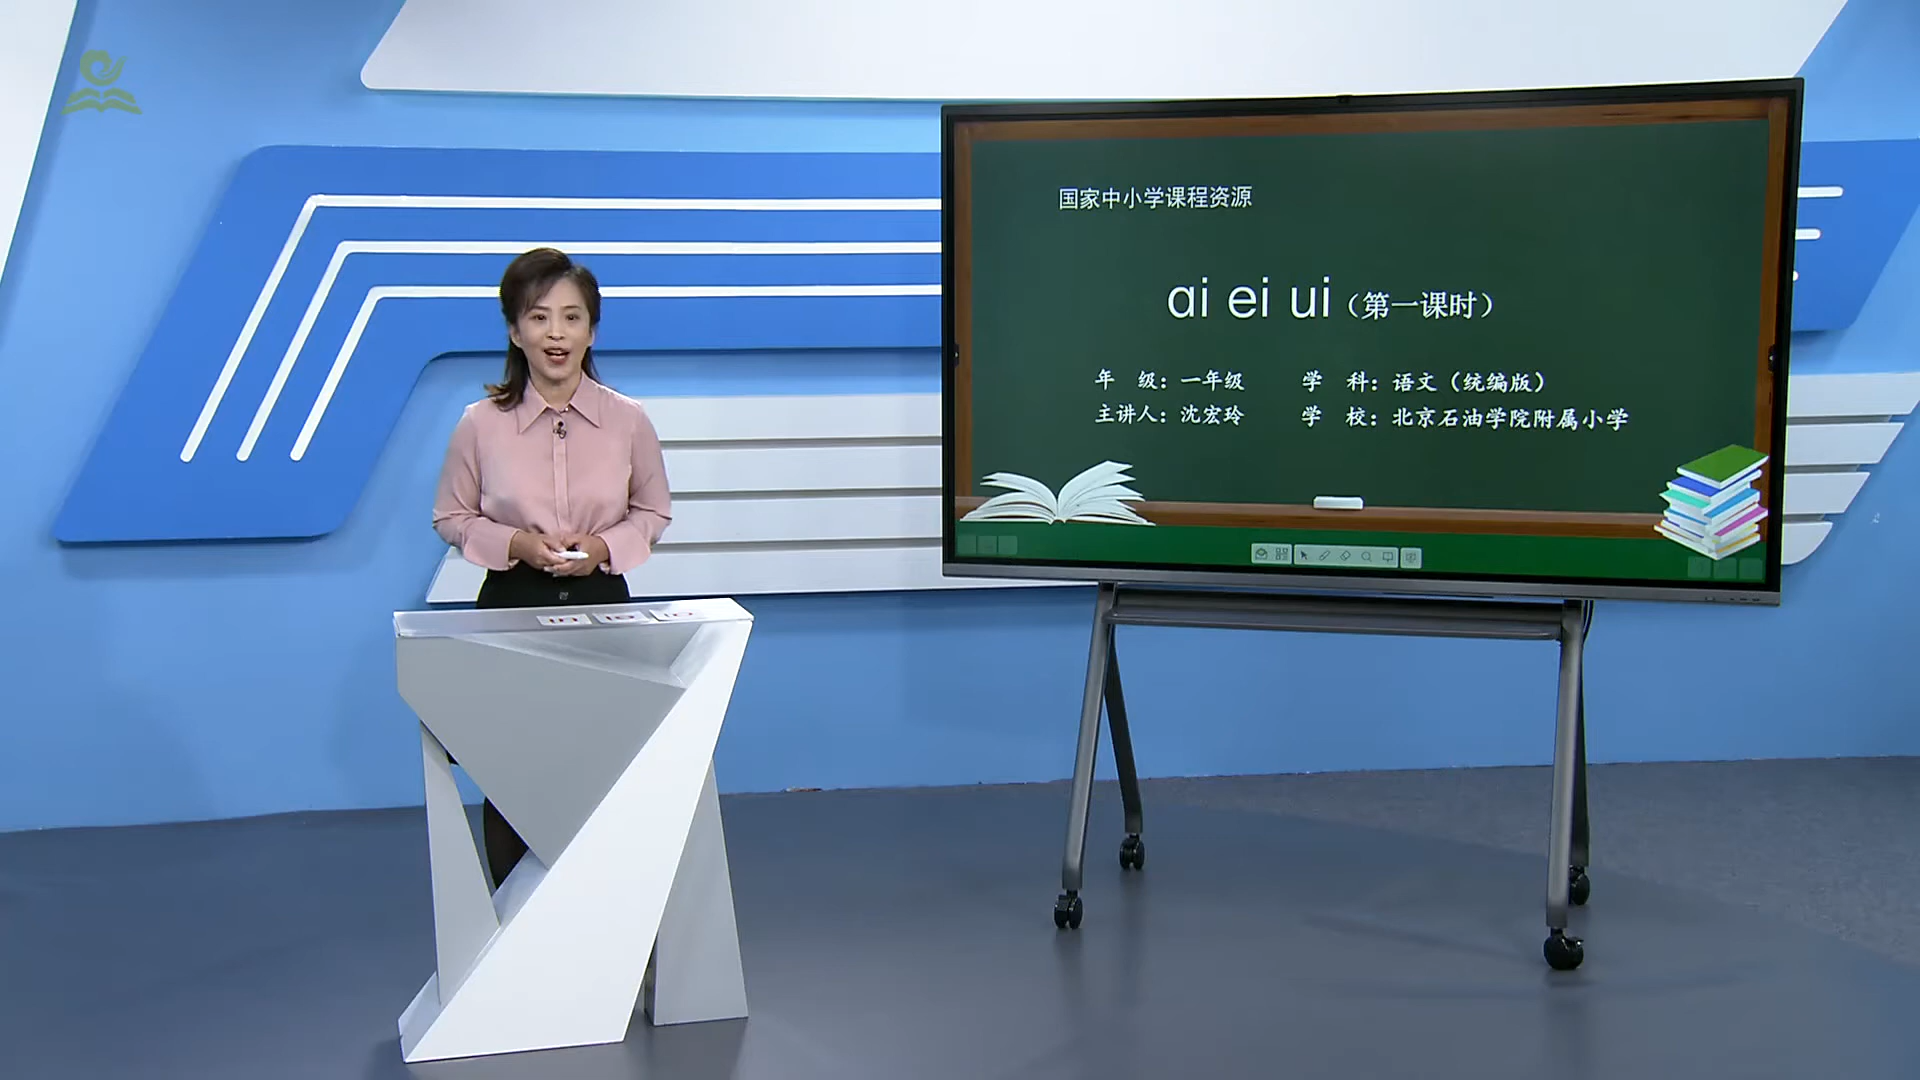 国家中小学课程资源
ɑi ei ui（第一课时）
年 级：一年级 学 科：语文（统编版）
主讲人：沈宏玲 学 校：北京石油学院附属小学